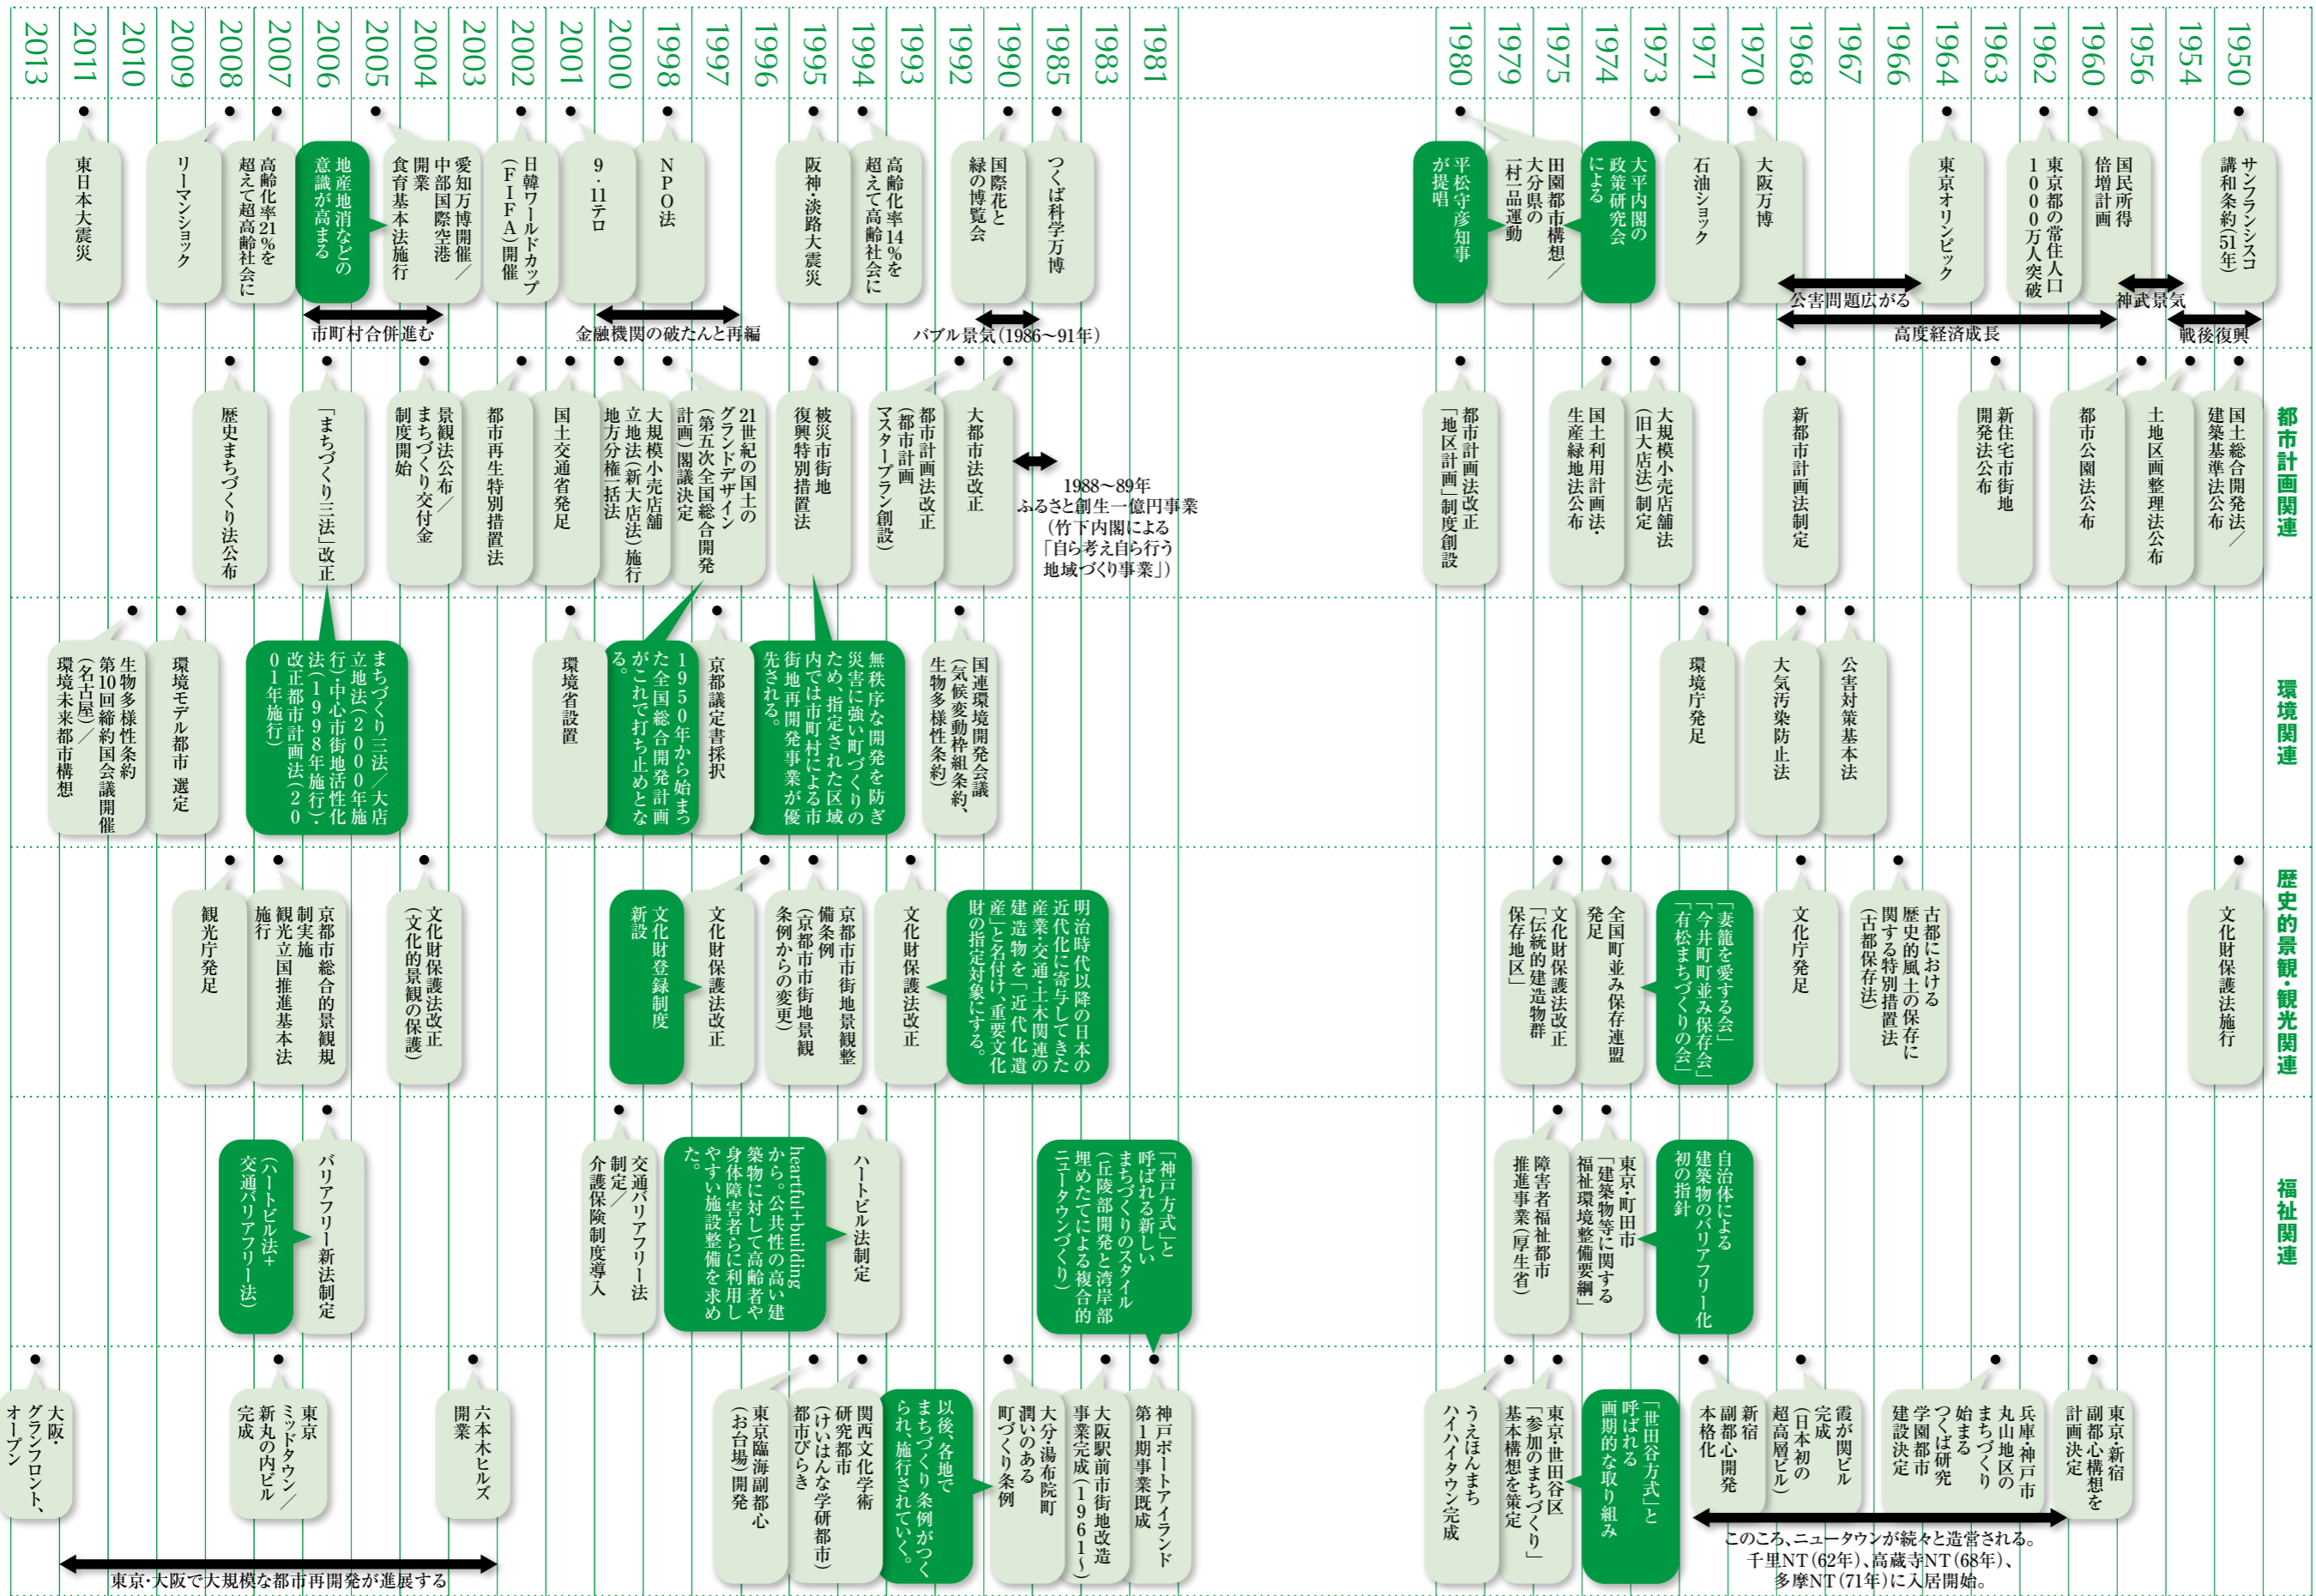 1950
1954
1956
1960
1962
1963
1964
1966
1967
1968
1970
1971
1973
1974
1975
1979
1980
1981
1983
1985
1990
1992
1993
1994
1995
1996
1997
1998
2000
2001
2002
2003
2004
2005
2006
2007
2008
2009
2010
2011
2013
サンフランシスコ
講和条約(51年)
国民所得
倍増計画
東京都の常住人口
1000万人突破
東京オリンピック
大阪万博
石油ショック
大平内閣の
政策研究会
による
田園都市構想/
大分県の
一村一品運動
平松守彦知事
が提唱
戦後復興
神武景気
高度経済成長
公害問題広がる
つくば科学万博
国際花と
緑の博覧会
高齢化率14%を
超えて高齢社会に
阪神・淡路大震災
NPO法
9・11テロ
日韓ワールドカップ
(FIFA)開催
愛知万博開催/
中部国際空港
開業
食育基本法施行
地産地消などの
意識が高まる
高齢化率21%を
超えて超高齢社会に
リーマンショック
東日本大震災
バブル景気(1986〜91年)
金融機関の破たんと再編
市町村合併進む
都市計画関連
国土総合開発法/
建築基準法公布
土地区画整理法公布
都市公園法公布
新住宅市街地
開発法公布
新都市計画法制定
大規模小売店舗法
(旧大店法)制定
国土利用計画法・
生産緑地法公布
都市計画法改正
「地区計画」制度創設
1988〜89年
ふるさと創生一億円事業
(竹下内閣による
「自ら考え自ら行う
地域づくり事業」)
大都市法改正
都市計画法改正
(都市計画
マスタープラン創設)
被災市街地
復興特別措置法
21世紀の国土の
グランドデザイン
(第五次全国総合開発
計画)閣議決定
大規模小売店舗
立地法(新大店法)施行
地方分権一括法
国土交通省発足
都市再生特別措置法
景観法公布/
まちづくり交付金
制度開始
「まちづくり三法」改正
歴史まちづくり法公布
環境関連
公害対策基本法
大気汚染防止法
環境庁発足
国連環境開発会議
(気候変動枠組条約、
生物多様性条約)
無秩序な開発を防ぎ
災害に強い町づくりの
ため、指定された区域
内では市町村による市
街地再開発事業が優
先される。
京都議定書採択
1950年から始まっ
た全国総合開発計画
がこれで打ち止めとな
る。
環境省設置
まちづくり三法/大店
立地法(2000年施
行)・中心市街地活性化
法(1998年施行)・
改正都市計画法(20
01年施行)
環境モデル都市 選定
生物多様性条約
第10回締約国会議開催
(名古屋)/
環境未来都市構想
歴史的景観・観光関連
文化財保護法施行
古都における
歴史的風土の保存に
関する特別措置法
(古都保存法)
文化庁発足
「妻籠を愛する会」
「今井町町並み保存会」
「有松まちづくりの会」
全国町並み保存連盟
発足
文化財保護法改正
「伝統的建造物群
保存地区」
明治時代以降の日本の
近代化に寄与してきた
産業・交通・土木関連の
建造物を「近代化遺
産」と名付け、重要文化
財の指定対象にする。
文化財保護法改正
京都市市街地景観整
備条例
(京都市市街地景観
条例からの変更)
文化財保護法改正
文化財登録制度
新設
文化財保護法改正
(文化的景観の保護)
京都市総合的景観規
制実施
観光立国推進基本法
施行
観光庁発足
福祉関連
自治体による
建築物のバリアフリー化
初の指針
東京・町田市
「建築物等に関する
福祉環境整備要綱」
障害者福祉都市
推進事業(厚生省)
「神戸方式」と
呼ばれる新しい
まちづくりのスタイル
(丘陵部開発と湾岸部
埋めたてによる複合的
ニュータウンづくり)
ハートビル法制定
heartful+building
から。公共性の高い建
築物に対して高齢者や
身体障害者らに利用し
やすい施設整備を求め
た。
交通バリアフリー法
制定/
介護保険制度導入
バリアフリー新法制定
(ハートビル法+
交通バリアフリー法)
東京・新宿
副都心構想を
計画決定
兵庫・神戸市
丸山地区の
まちづくり
始まる
つくば研究
学園都市
建設決定
霞が関ビル
完成
(日本初の
超高層ビル)
新宿
副都心開発
本格化
「世田谷方式」と
呼ばれる
画期的な取り組み
東京・世田谷区
「参加のまちづくり」
基本構想を策定
うえほんまち
ハイハイタウン完成
このころ、ニュータウンが続々と造営される。
千里NT(62年)、高蔵寺NT(68年)、
多摩NT(71年)に入居開始。
神戸ポートアイランド
第1期事業既成
大阪駅前市街地改造
事業完成(1961〜)
大分・湯布院町
潤いのある
町づくり条例
以後、各地で
まちづくり条例がつく
られ、施行されていく。
関西文化学術
研究都市
(けいはんな学研都市)
都市びらき
東京臨海副都心
(お台場)開発
六本木ヒルズ
開業
東京
ミッドタウン/
新丸の内ビル
完成
大阪・
グランフロント、
オープン
東京・大阪で大規模な都市再開発が進展する